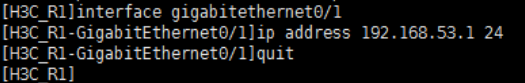 [H3C_R1]interface gigabitethernet0/1
[H3C_R1-GigabitEthernet0/1]ip address 192.168.53.1 24
[H3C_R1-GigabitEthernet0/1]quit
[H3C_R1]